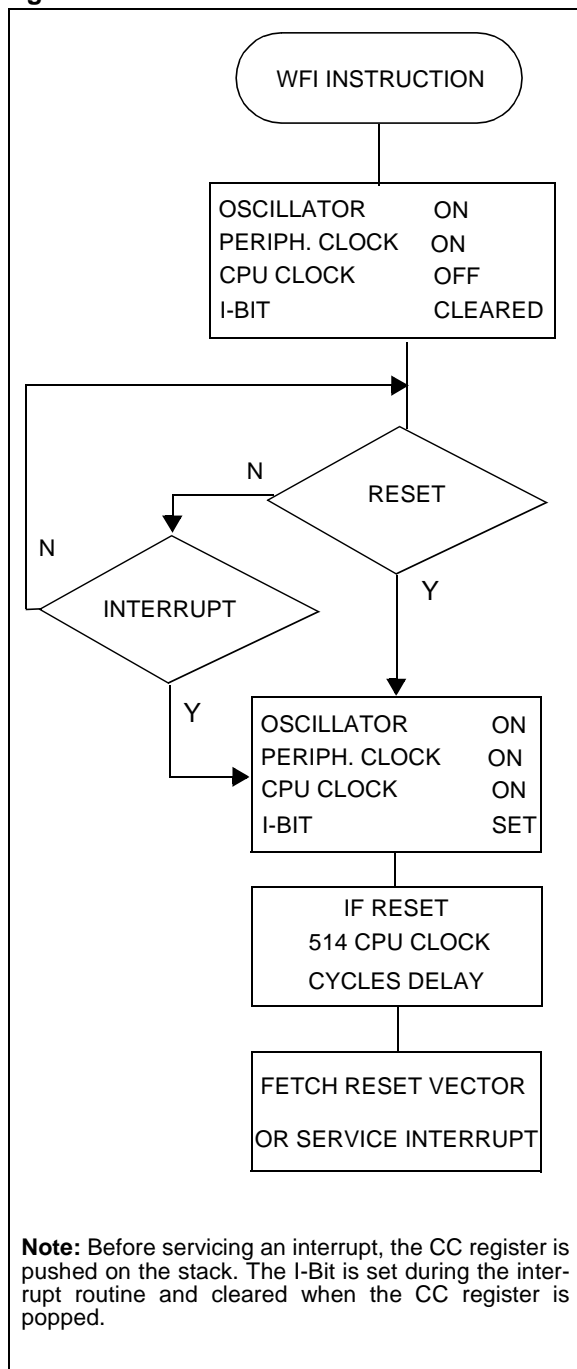 WFI INSTRUCTION
OSCILLATOR ON
PERIPH. CLOCK ON
CPU CLOCK OFF
I-BIT CLEARED
RESET
N
N
INTERRUPT
Y
Y
OSCILLATOR ON
PERIPH. CLOCK ON
CPU CLOCK ON
I-BIT SET
IF RESET
514 CPU CLOCK
CYCLES DELAY
FETCH RESET VECTOR
OR SERVICE INTERRUPT
Note: Before servicing an interrupt, the CC register is
pushed on the stack. The I-Bit is set during the inter-
rupt routine and cleared when the CC register is
popped.